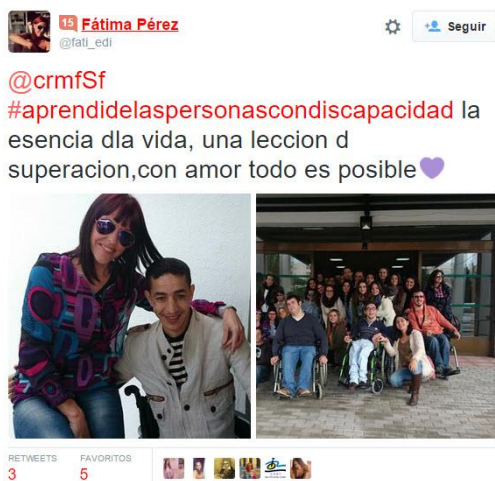 15 Fátima Pérez
@fati_edi
Seguir
@crmfSf
#aprendidelaspersonascondiscapacidad la
esencia dla vida, una leccion d
superacion,con amor todo es posible
RETWEETS FAVORITOS
3 5